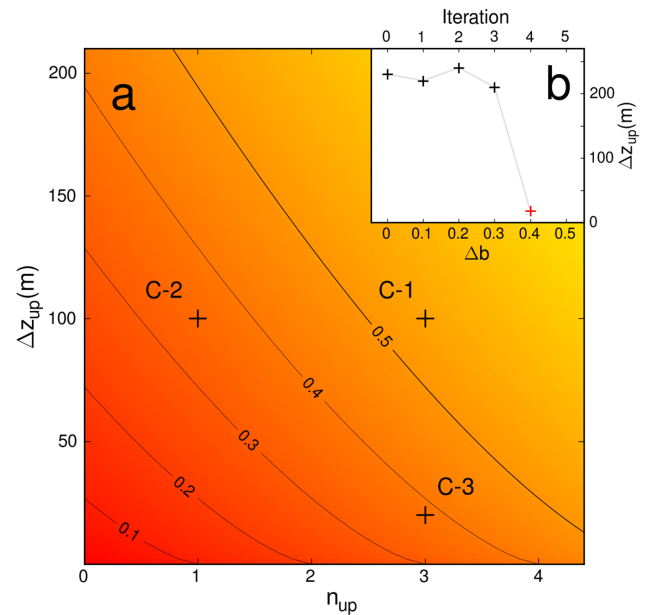 Iteration
0 1 2 3 4 5
a
b
200
100
0
Δz_up(m)
0 0.1 0.2 0.3 0.4 0.5
Δb
200
150
100
50
Δz_up(m)
C-2
C-1
C-3
0.5
0.4
0.3
0.2
0.1
0 1 2 3 4
n_up